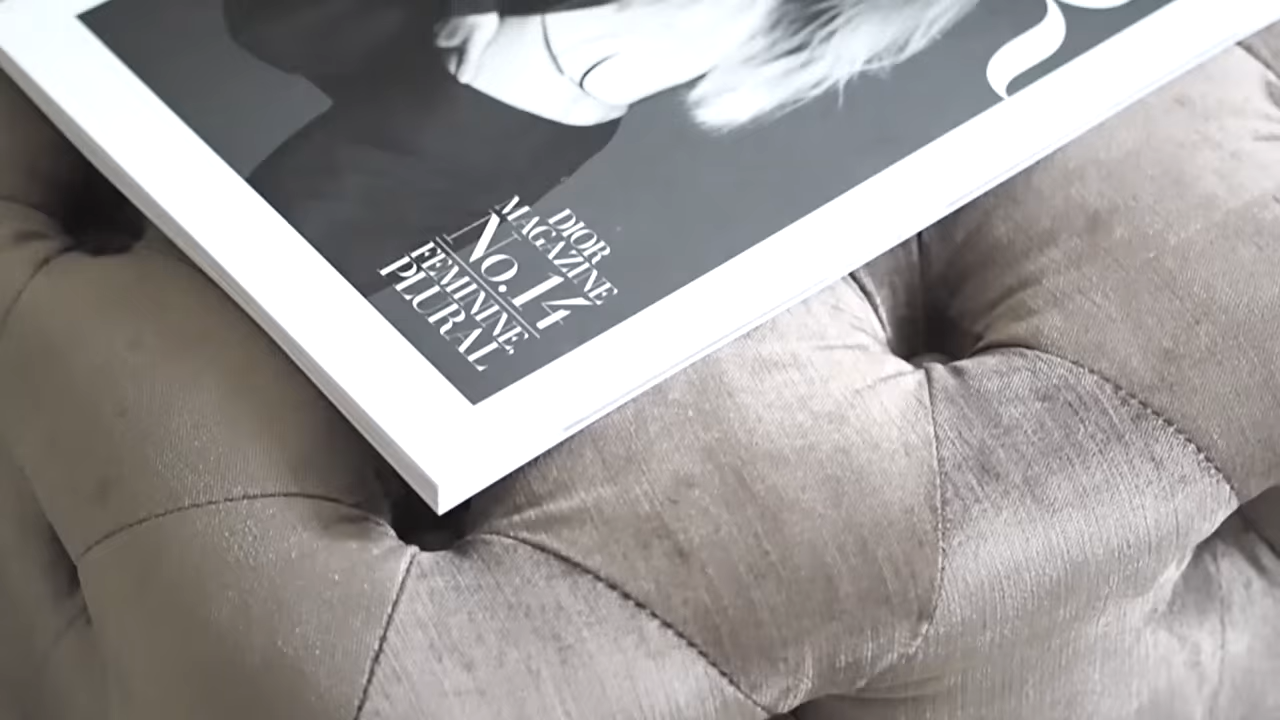 DIOR
MAGAZINE
No.14
FEMININE
PLURAL